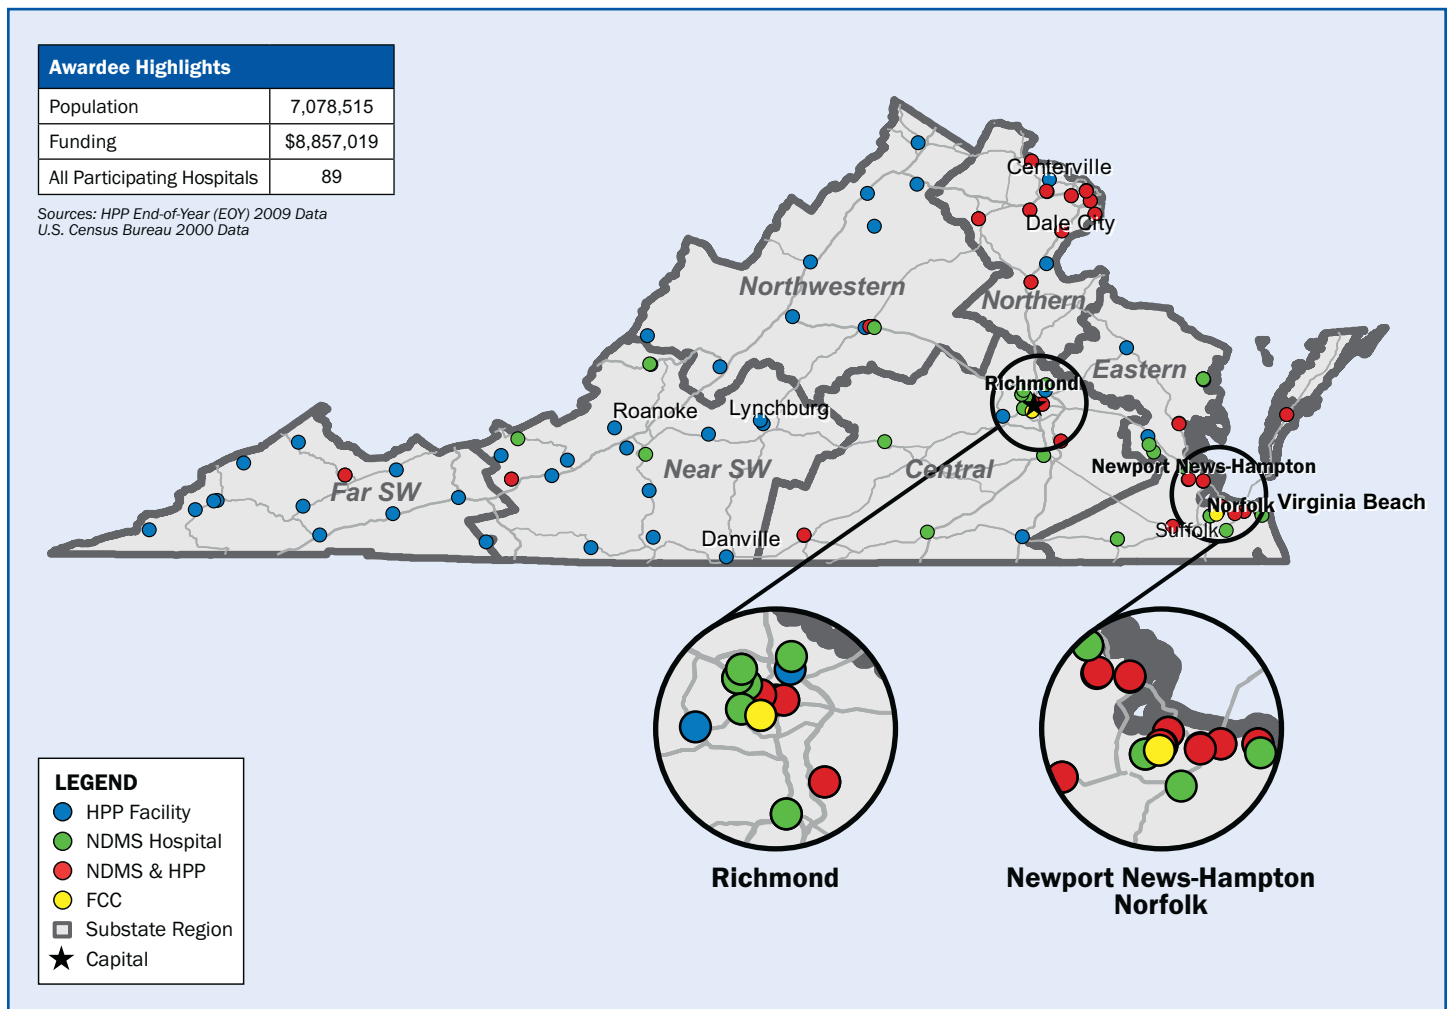 Awardee Highlights
Population 7,078,515
Funding $8,857,019
All Participating Hospitals 89
Sources: HPP End-of-Year (EOY) 2009 Data
U.S. Census Bureau 2000 Data
Centerville
Dale City
Northwestern
Northern
Eastern
Richmond
Roanoke
Lynchburg
Near SW
Central
Newport News-Hampton
Far SW
Norfolk
Virginia Beach
Suffolk
Danville
LEGEND
HPP Facility
NDMS Hospital
NDMS & HPP
FCC
Substate Region
Capital
Richmond
Newport News-Hampton
Norfolk